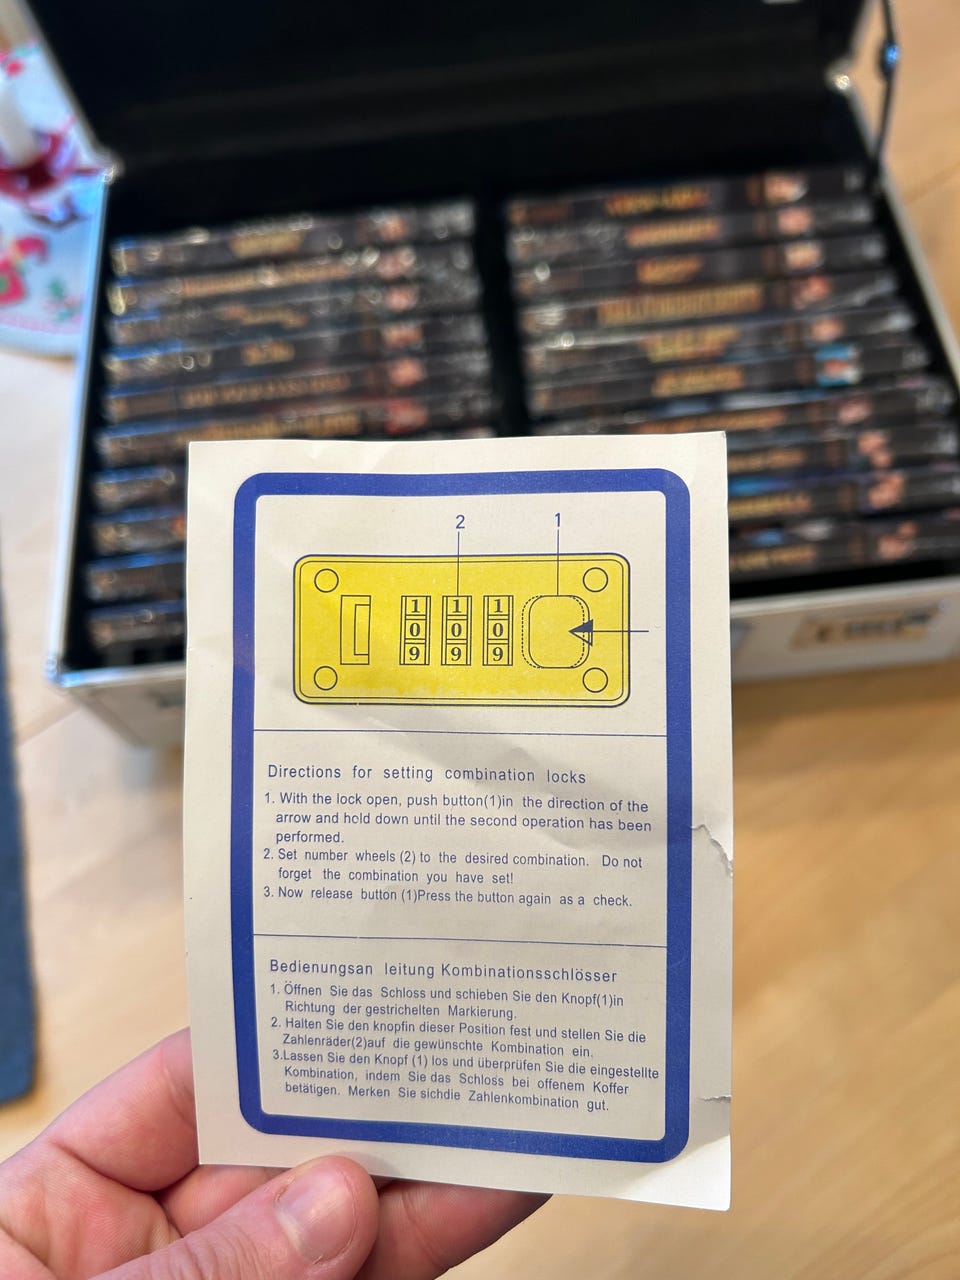 2 1
1 1 1
0 0 0
9 9 9
Directions for setting combination locks
1. With the lock open, push button(1)in the direction of the
arrow and hold down until the second operation has been
performed.
2. Set number wheels (2) to the desired combination. Do not
forget the combination you have set!
3. Now release button (1)Press the button again as a check.
Bedienungsan leitung Kombinationsschlösser
1. Öffnen Sie das Schloss und schieben Sie den Knopf(1)in
Richtung der gestrichelten Markierung.
2. Halten Sie den knopfin dieser Position fest und stellen Sie die
Zahlenräder(2)auf die gewünschte Kombination ein.
3.Lassen Sie den Knopf (1) los und überprüfen Sie die eingestellte
Kombination, indem Sie das Schloss bei offenem Koffer
betätigen. Merken Sie sichdie Zahlenkombination gut.